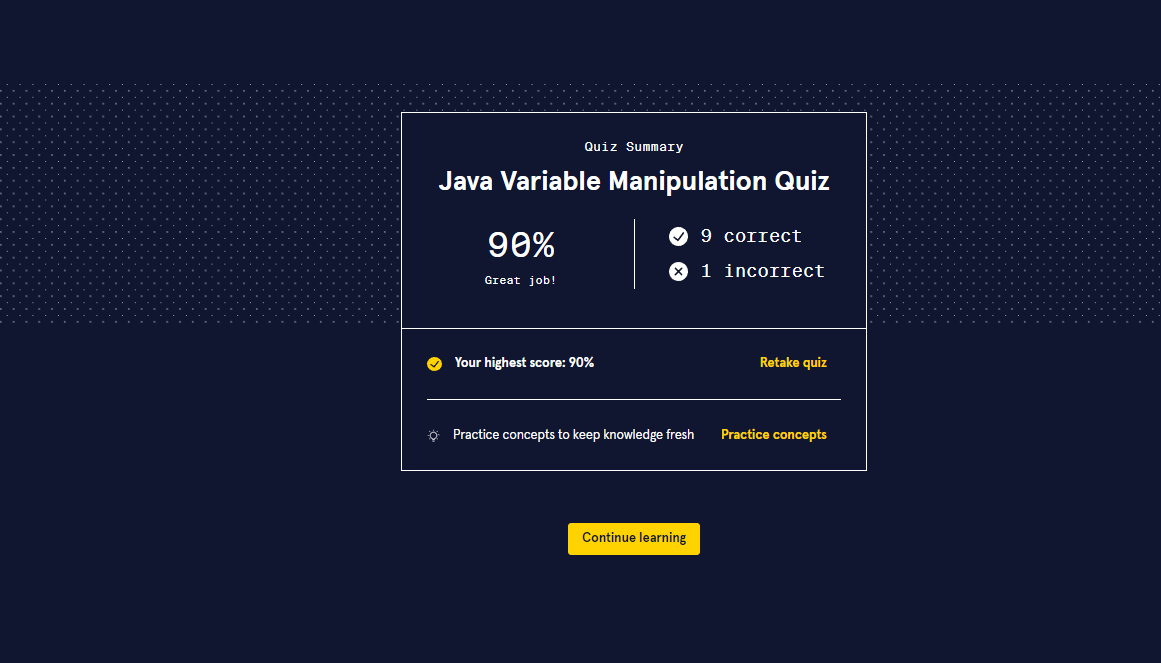 Quiz Summary
Java Variable Manipulation Quiz
90%
Great job!
9 correct
1 incorrect
Your highest score: 90%
Retake quiz
Practice concepts to keep knowledge fresh
Practice concepts
Continue learning